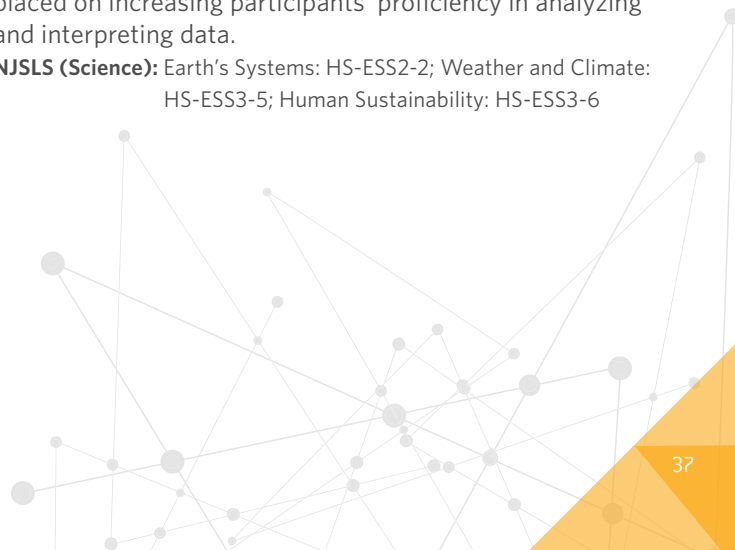 placed on increasing participants' proficiency in analyzing
and interpreting data.
NJSLS (Science): Earth's Systems: HS-ESS2-2; Weather and Climate:
HS-ESS3-5; Human Sustainability: HS-ESS3-6
37